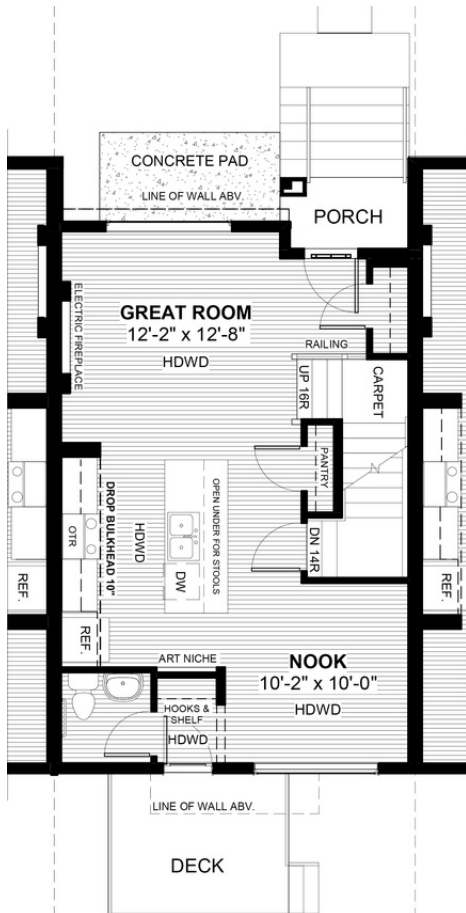 CONCRETE PAD
LINE OF WALL ABV.
PORCH
GREAT ROOM
12'-2" x 12'-8"
HDWD
ELECTRIC FIREPLACE
RAILING
UP 16R
CARPET
PANTRY
DROP BULKHEAD 10"
OTR
HDWD
OPEN UNDER FOR STOOLS
DW
DN 14R
REF.
REF.
REF.
ART NICHE
NOOK
10'-2" x 10'-0"
HDWD
HOOKS &
SHELF
HDWD
LINE OF WALL ABV.
DECK
N